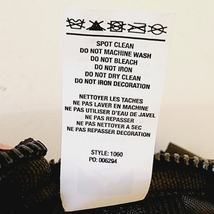 SPOT CLEAN
DO NOT MACHINE WASH
DO NOT BLEACH
DO NOT IRON
DO NOT DRY CLEAN
DO NOT IRON DECORATION
NETTOYER LES TACHES
NE PAS LAVER EN MACHINE
NE PAS UTILISER D'EAU DE JAVEL
NE PAS REPASSER
NE PAS NETTOYER A SEC
NE PAS REPASSER DECORATION
STYLE: 1060
PO: 006294